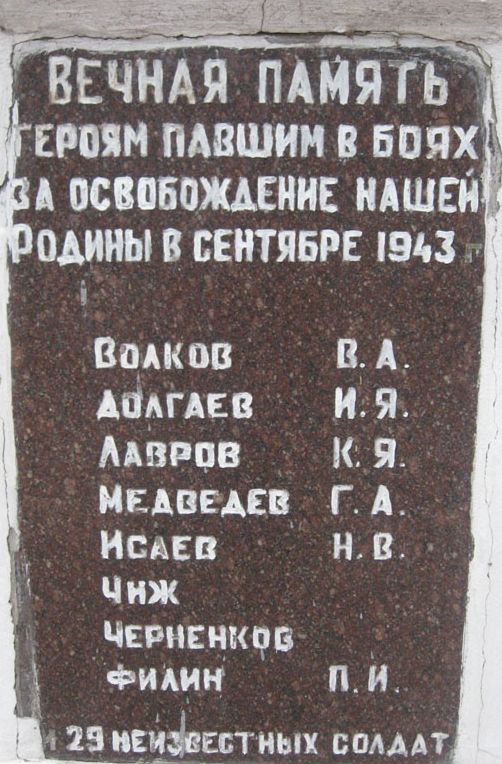 ВЕЧНАЯ ПАМЯТЬ
ГЕРОЯМ ПАВШИМ В БОЯХ
ЗА ОСВОБОЖДЕНИЕ НАШЕЙ
РОДИНЫ В СЕНТЯБРЕ 1943 г
ВОЛКОВ В. А.
ДОЛГАЕВ И. Я.
ЛАВРОВ К. Я.
МЕДВЕДЕВ Г. А.
ИСАЕВ Н. В.
ЧИЖ
ЧЕРНЕНКОВ
ФИЛИН П. И.
И 29 НЕИЗВЕСТНЫХ СОЛДАТ